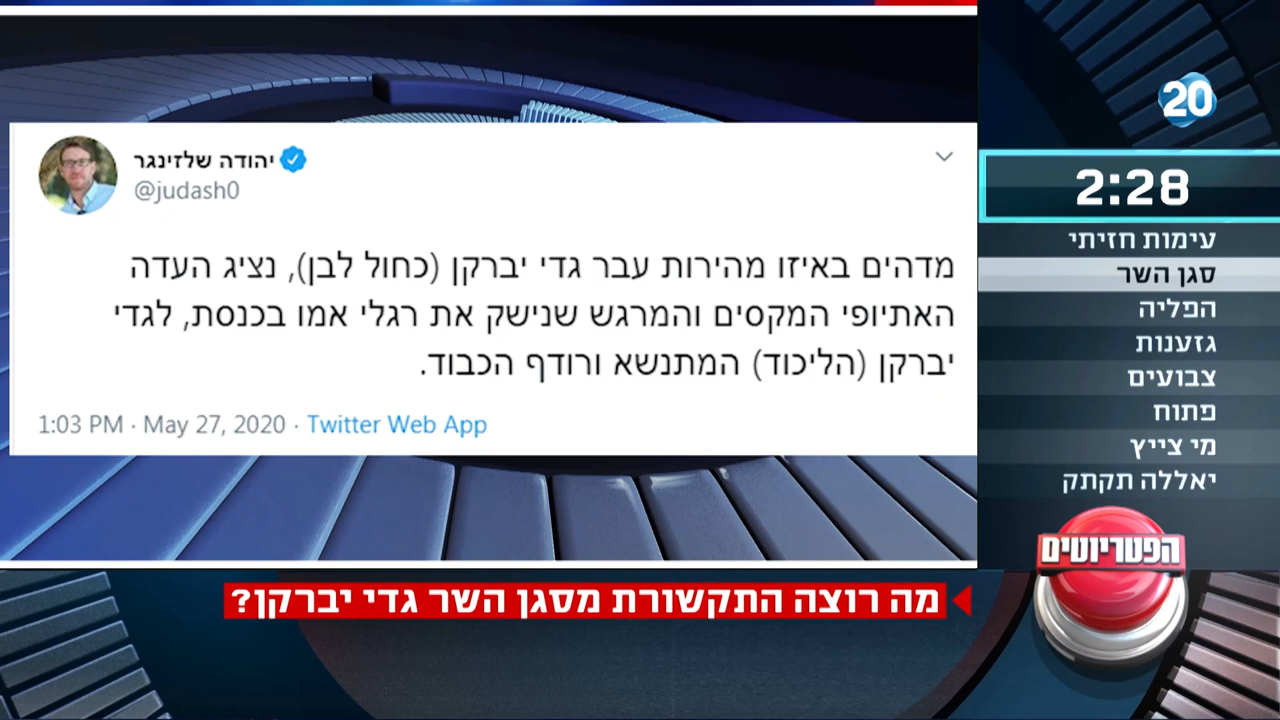 יהודה שלזינגר
@judash0
מדהים באיזו מהירות עבר גדי יברקן (כחול לבן), נציג העדה
האתיופי המקסים והמרגש שנישק את רגלי אמו בכנסת, לגדי
יברקן (הליכוד) המתנשא ורודף הכבוד.
1:03 PM · May 27, 2020 · Twitter Web App
20
2:28
עימות חזיתי
סגן השר
הפליה
גזענות
צבועים
פתוח
מי צייץ
יאללה תקתק
הפטריוטים
מה רוצה התקשורת מסגן השר גדי יברקן?